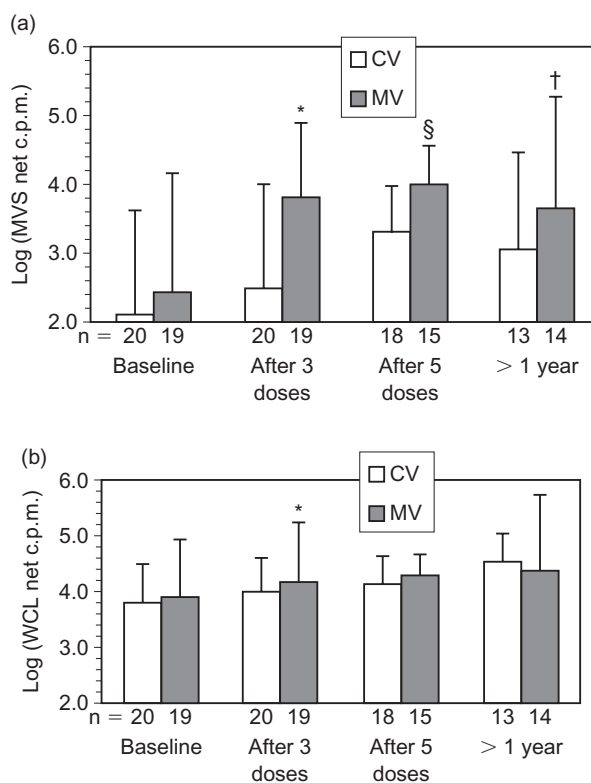 (a)
6.0
5.0
4.0
3.0
2.0
Log (MVS net c.p.m.)
CV
MV
*
§
†
n = 20 19 20 19 18 15 13 14
Baseline After 3 doses After 5 doses > 1 year
(b)
6.0
5.0
4.0
3.0
2.0
Log (WCL net c.p.m.)
CV
MV
*
n = 20 19 20 19 18 15 13 14
Baseline After 3 doses After 5 doses > 1 year